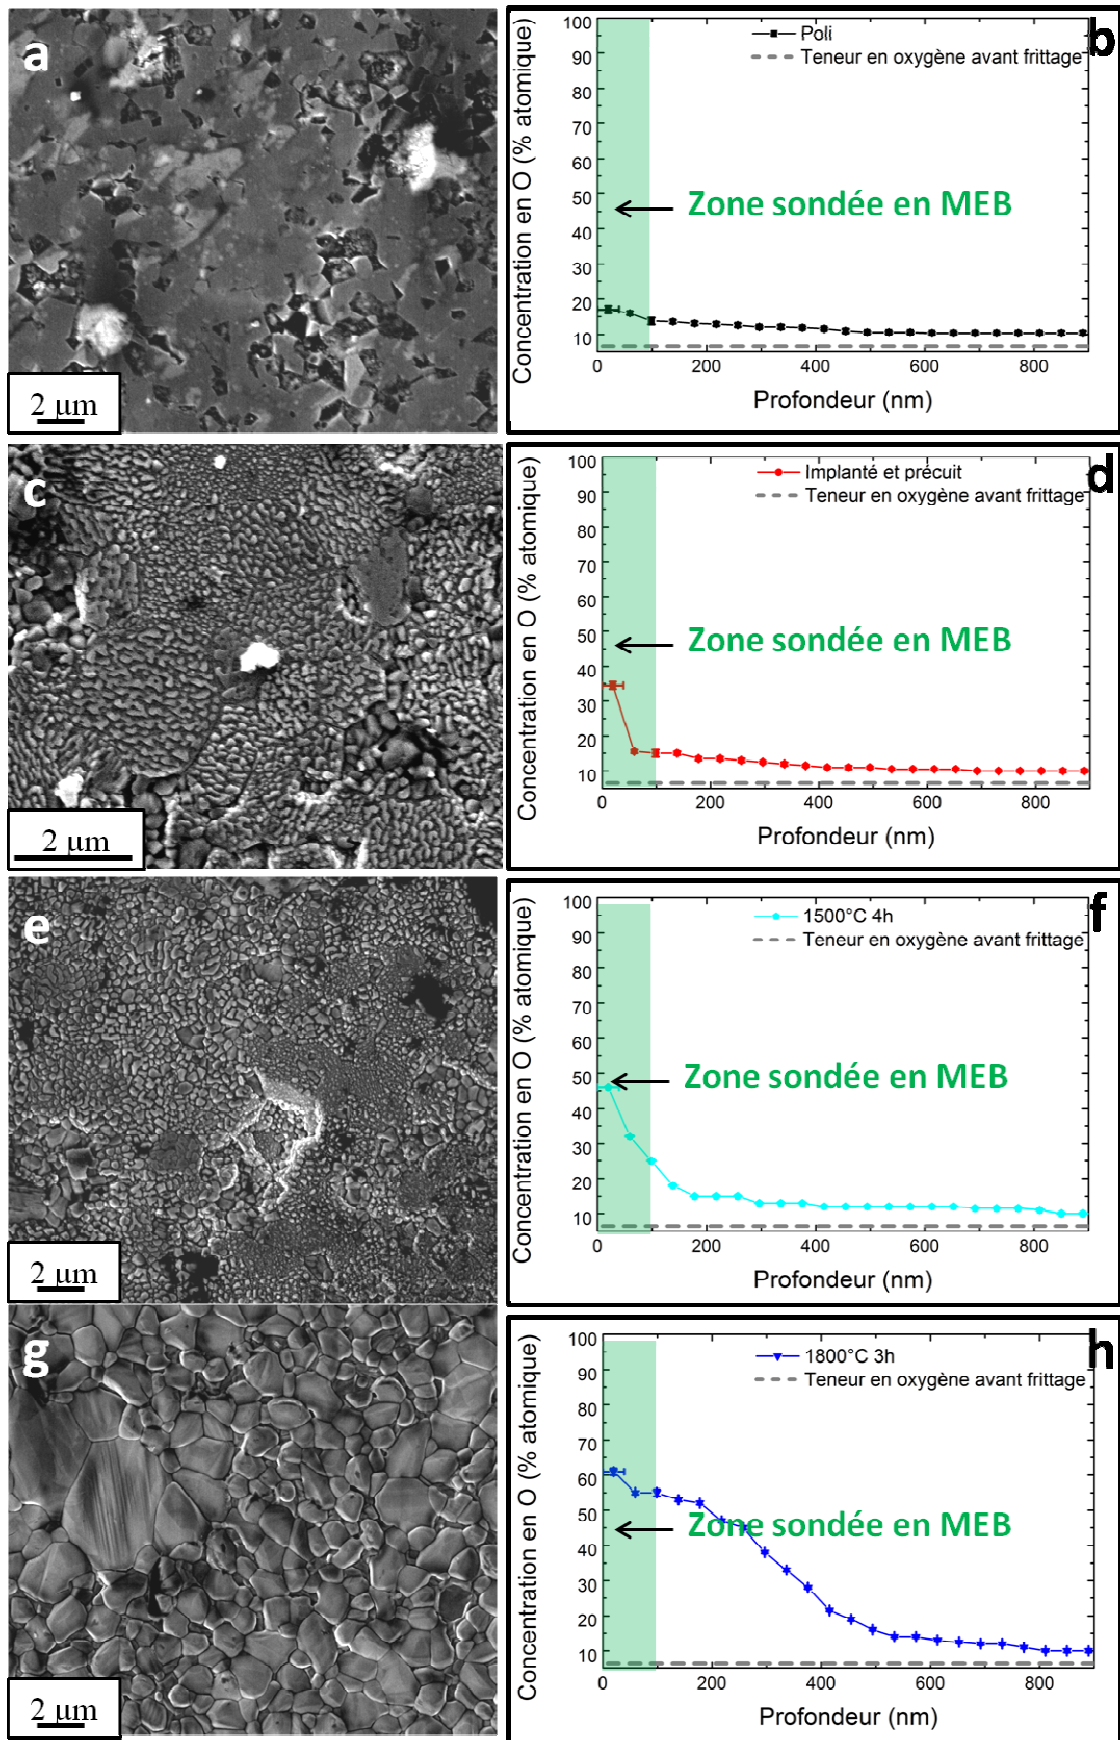 a
2 µm
b
Poli
Teneur en oxygène avant frittage
Zone sondée en MEB
Concentration en O (% atomique)
100
90
80
70
60
50
40
30
20
10
0 200 400 600 800
Profondeur (nm)
c
2 µm
d
Implanté et précuit
Teneur en oxygène avant frittage
Zone sondée en MEB
Concentration en O (% atomique)
100
90
80
70
60
50
40
30
20
10
0 200 400 600 800
Profondeur (nm)
e
2 µm
f
1500°C 4h
Teneur en oxygène avant frittage
Zone sondée en MEB
Concentration en O (% atomique)
100
90
80
70
60
50
40
30
20
10
0 200 400 600 800
Profondeur (nm)
g
2 µm
h
1800°C 3h
Teneur en oxygène avant frittage
Zone sondée en MEB
Concentration en O (% atomique)
100
90
80
70
60
50
40
30
20
10
0 200 400 600 800
Profondeur (nm)